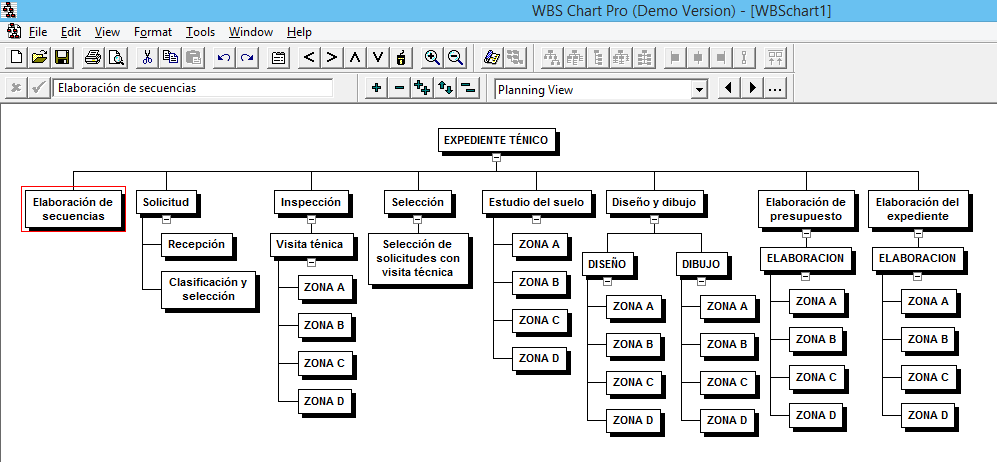 WBS Chart Pro (Demo Version) - [WBSchart1]
File Edit View Format Tools Window Help
Elaboración de secuencias
Planning View
EXPEDIENTE TÉNICO
Elaboración de
secuencias
Solicitud
Recepción
Clasificación y
selección
Inspección
Visita ténica
ZONA A
ZONA B
ZONA C
ZONA D
Selección
Selección de
solicitudes con
visita técnica
Estudio del suelo
ZONA A
ZONA B
ZONA C
ZONA D
Diseño y dibujo
DISEÑO
ZONA A
ZONA B
ZONA C
ZONA D
DIBUJO
ZONA A
ZONA B
ZONA C
ZONA D
Elaboración de
presupuesto
ELABORACION
ZONA A
ZONA B
ZONA C
ZONA D
Elaboración del
expediente
ELABORACION
ZONA A
ZONA B
ZONA C
ZONA D